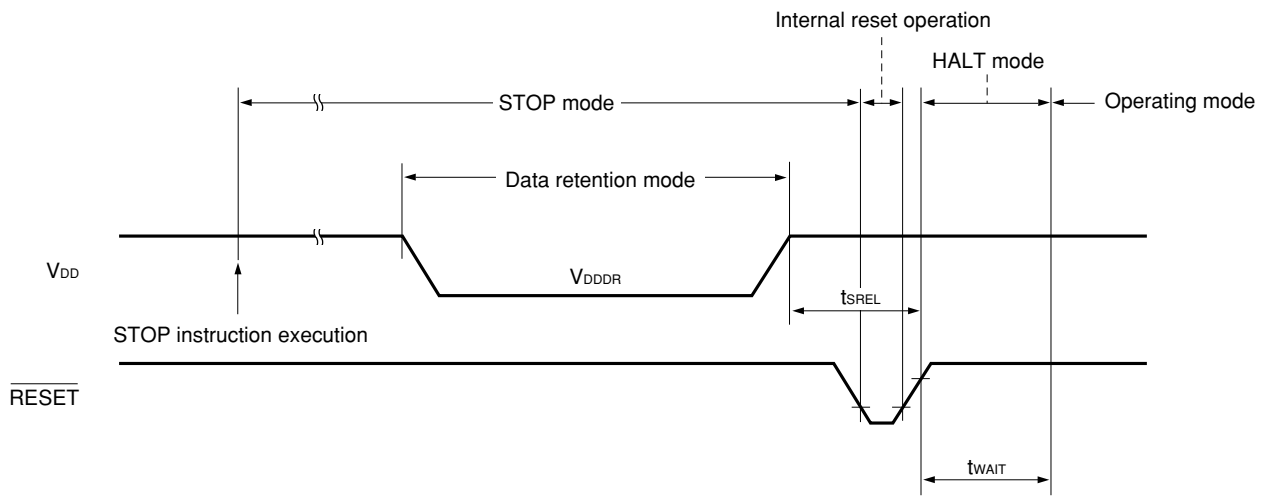 Internal reset operation
HALT mode
STOP mode
Operating mode
Data retention mode
VDD
VDDDR
tSREL
STOP instruction execution
RESET
tWAIT